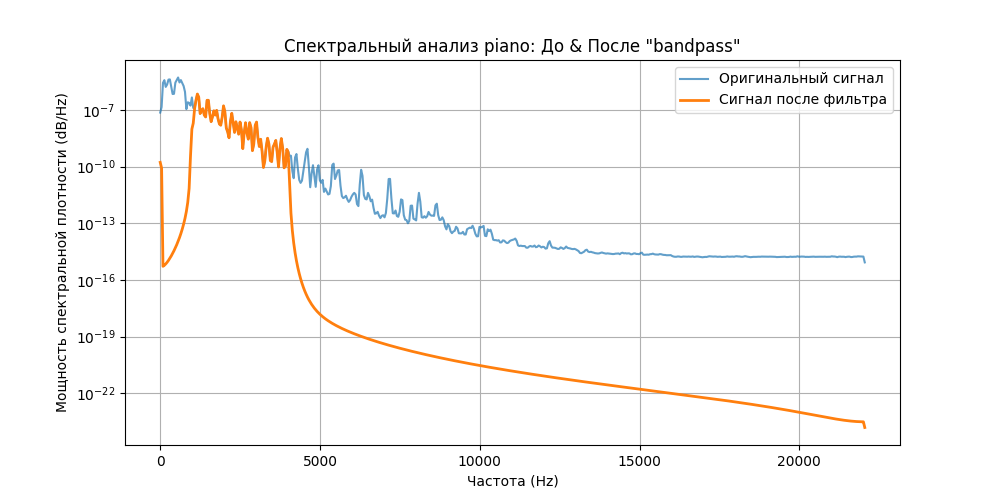 Спектральный анализ piano: До & После "bandpass"
Оригинальный сигнал
Сигнал после фильтра
Мощность спектральной плотности (dB/Hz)
10⁻⁷
10⁻¹⁰
10⁻¹³
10⁻¹⁶
10⁻¹⁹
10⁻²²
0 5000 10000 15000 20000
Частота (Hz)